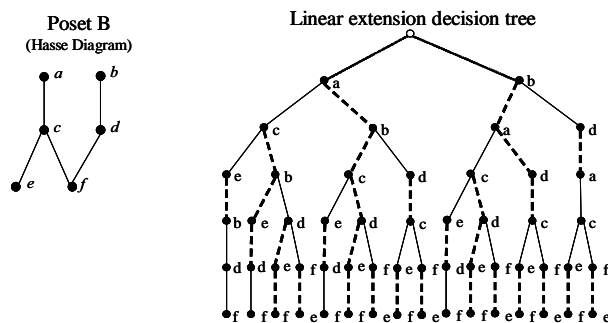 Poset B
(Hasse Diagram)
a b
c d
e f
Linear extension decision tree
a b
c b a d
e b c d c d a
b e d e d c e d c c
d d e f d e f e f d e f e f e f
f f f e f f e f e f f e f e f e